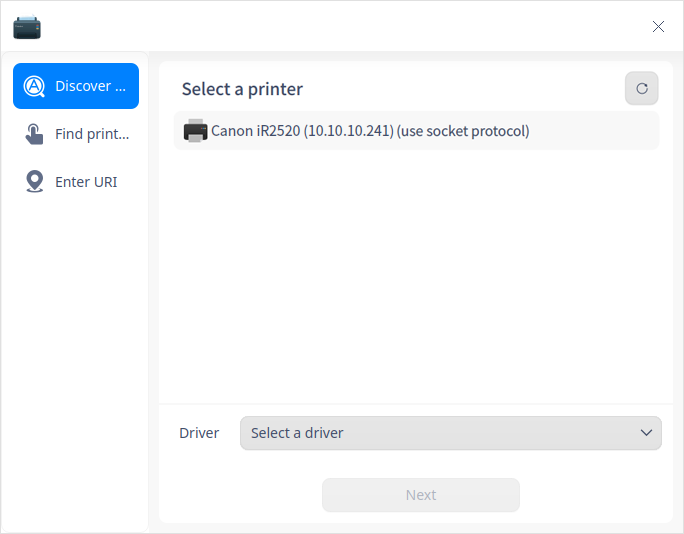 Discover ...
Find print...
Enter URI
Select a printer
Canon iR2520 (10.10.10.241) (use socket protocol)
Driver
Select a driver
Next